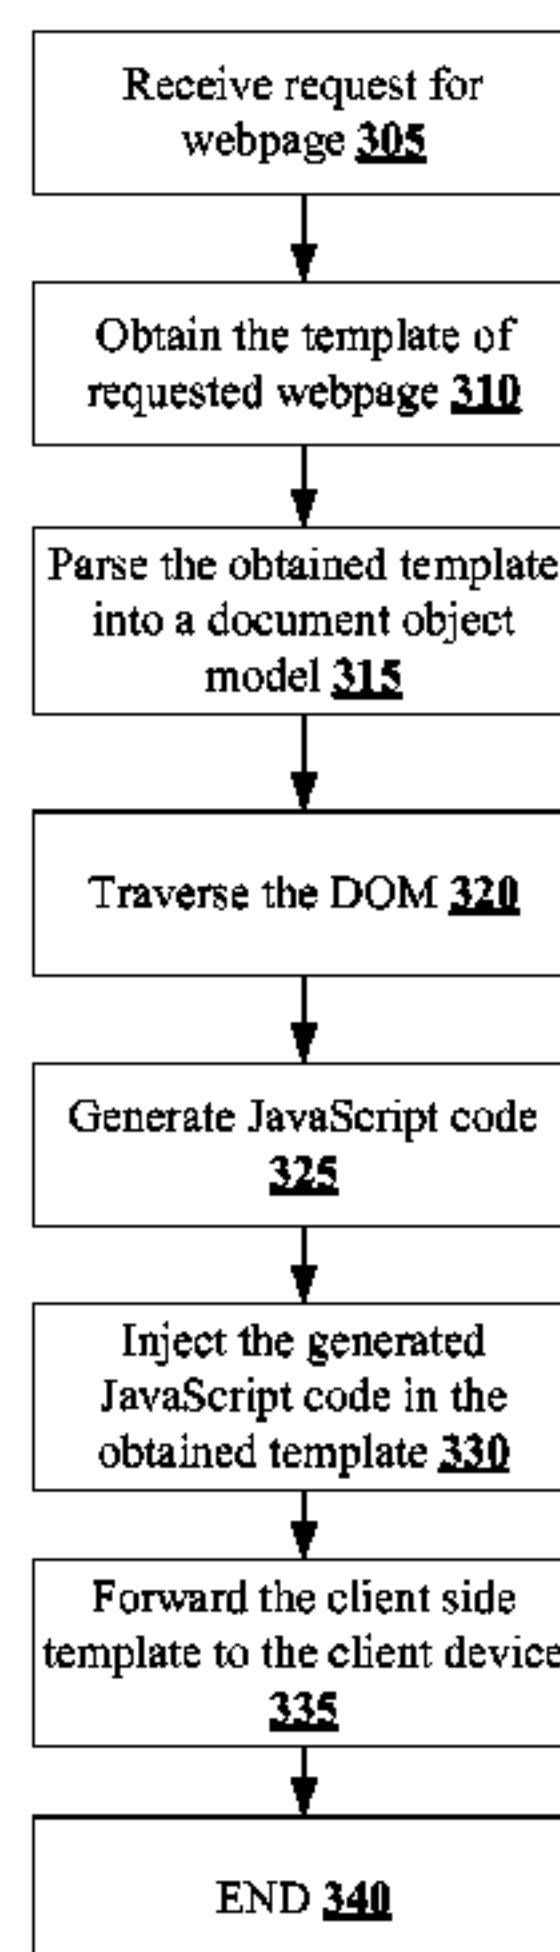 Receive request for
webpage 305
Obtain the template of
requested webpage 310
Parse the obtained template
into a document object
model 315
Traverse the DOM 320
Generate JavaScript code
325
Inject the generated
JavaScript code in the
obtained template 330
Forward the client side
template to the client device
335
END 340